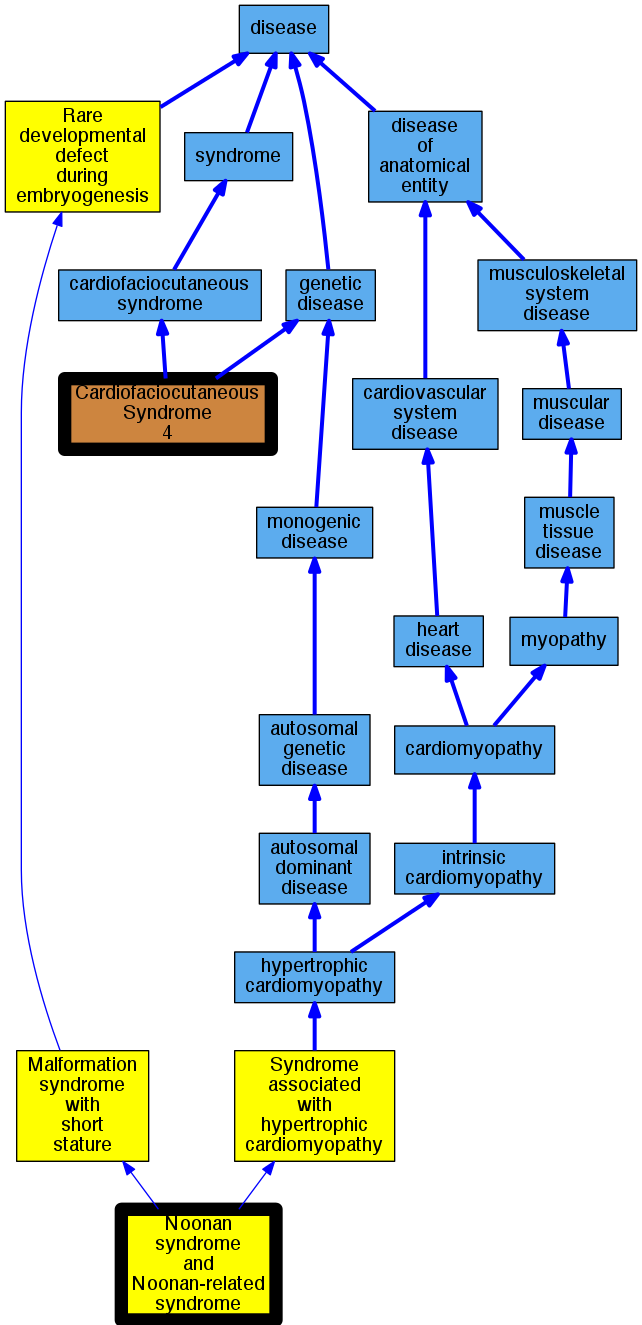 disease
Rare
developmental
defect
during
embryogenesis
syndrome
disease
of
anatomical
entity
cardiofaciocutaneous
syndrome
genetic
disease
musculoskeletal
system
disease
Cardiofaciocutaneous
Syndrome
4
cardiovascular
system
disease
muscular
disease
monogenic
disease
muscle
tissue
disease
heart
disease
myopathy
autosomal
genetic
disease
cardiomyopathy
autosomal
dominant
disease
intrinsic
cardiomyopathy
hypertrophic
cardiomyopathy
Malformation
syndrome
with
short
stature
Syndrome
associated
with
hypertrophic
cardiomyopathy
Noonan
syndrome
and
Noonan-related
syndrome